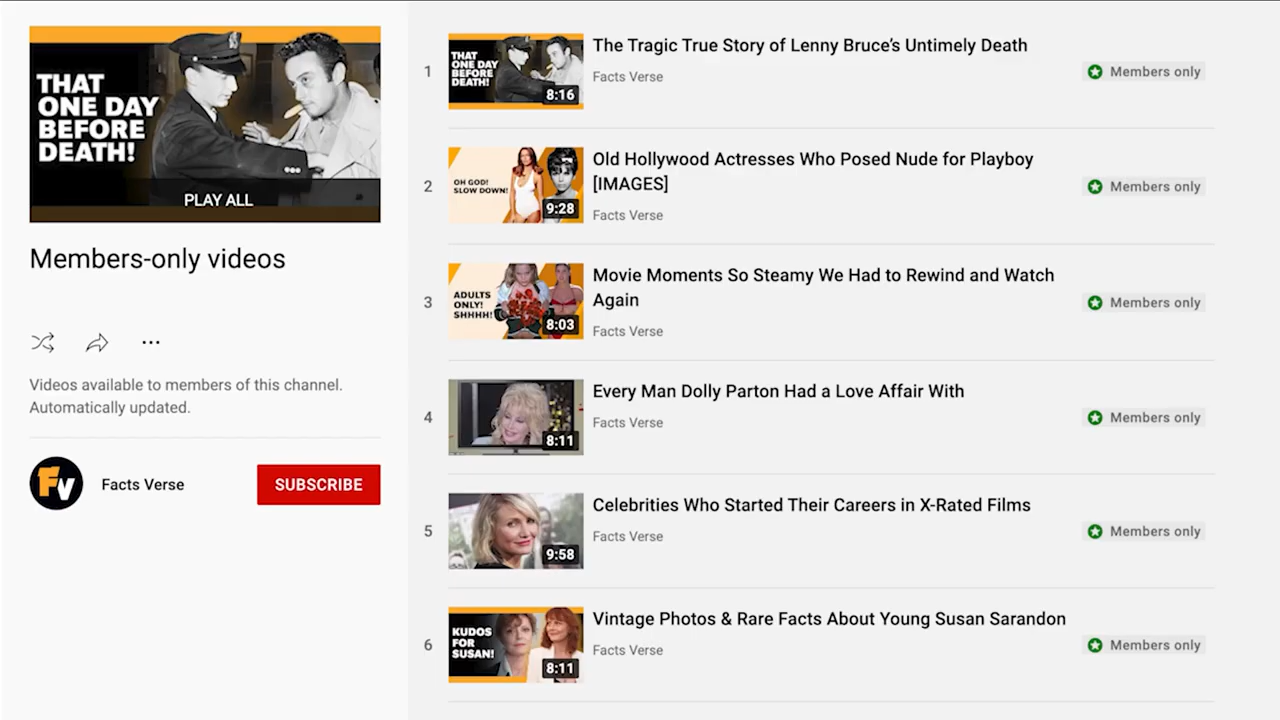 THAT
ONE DAY
BEFORE
DEATH!
PLAY ALL
Members-only videos
Videos available to members of this channel.
Automatically updated.
FV
Facts Verse
SUBSCRIBE
1
THAT
ONE DAY
BEFORE
DEATH!
8:16
The Tragic True Story of Lenny Bruce’s Untimely Death
Facts Verse
Members only
2
OH GOD!
SLOW DOWN!
9:28
Old Hollywood Actresses Who Posed Nude for Playboy
[IMAGES]
Facts Verse
Members only
3
ADULTS
ONLY!
SHHHH!
8:03
Movie Moments So Steamy We Had to Rewind and Watch
Again
Facts Verse
Members only
4
8:11
Every Man Dolly Parton Had a Love Affair With
Facts Verse
Members only
5
9:58
Celebrities Who Started Their Careers in X-Rated Films
Facts Verse
Members only
6
KUDOS
FOR
SUSAN!
8:11
Vintage Photos & Rare Facts About Young Susan Sarandon
Facts Verse
Members only